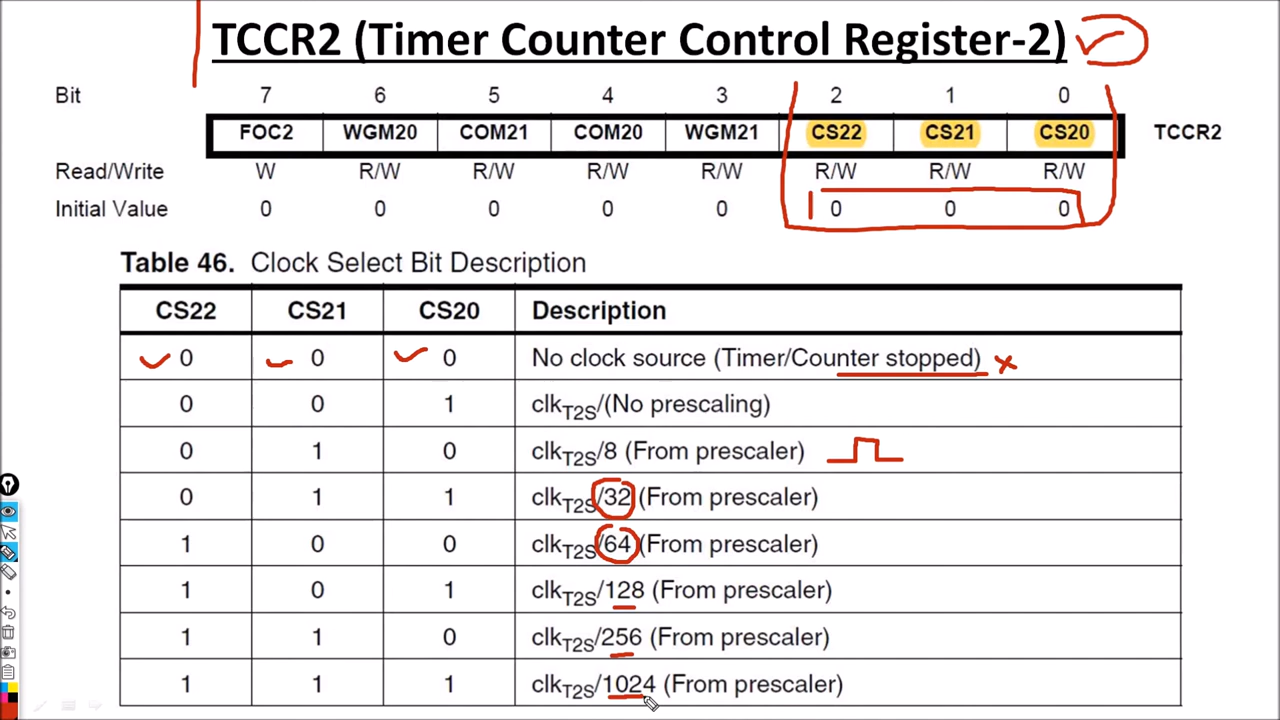 TCCR2 (Timer Counter Control Register-2)
Bit 7 6 5 4 3 2 1 0
FOC2 WGM20 COM21 COM20 WGM21 CS22 CS21 CS20 TCCR2
Read/Write W R/W R/W R/W R/W R/W R/W R/W
Initial Value 0 0 0 0 0 0 0 0
Table 46. Clock Select Bit Description
CS22 CS21 CS20 Description
0 0 0 No clock source (Timer/Counter stopped)
0 0 1 clkT2S/(No prescaling)
0 1 0 clkT2S/8 (From prescaler)
0 1 1 clkT2S/32 (From prescaler)
1 0 0 clkT2S/64 (From prescaler)
1 0 1 clkT2S/128 (From prescaler)
1 1 0 clkT2S/256 (From prescaler)
1 1 1 clkT2S/1024 (From prescaler)